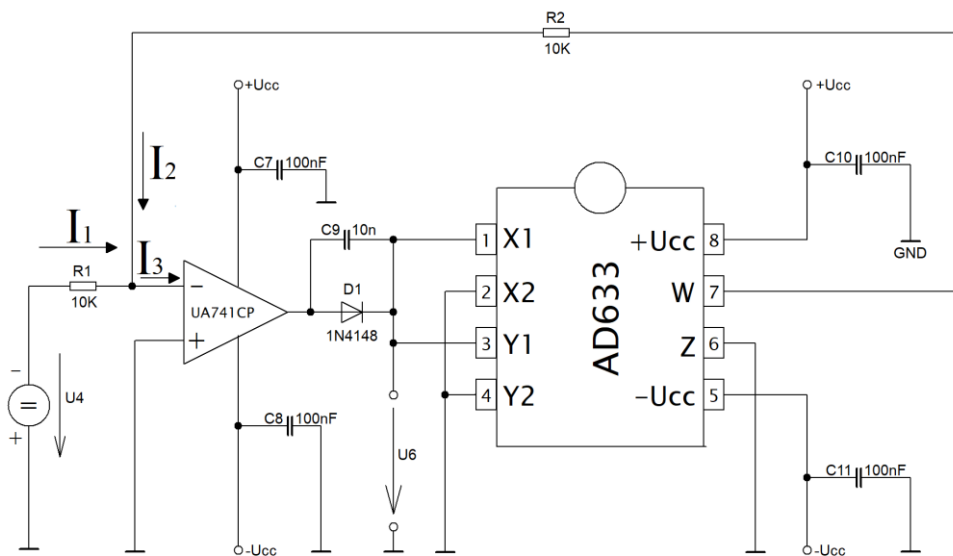 R2
10K
+Ucc
+Ucc
C7 100nF
C10 100nF
I2
I1
C9 10n
1 X1
+Ucc 8
GND
R1
I3
−
10K
UA741CP
D1
2 X2
AD633
W 7
+
1N4148
3 Y1
Z 6
−
U4
=
4 Y2
−Ucc 5
+
C8 100nF
U6
C11 100nF
-Ucc
-Ucc